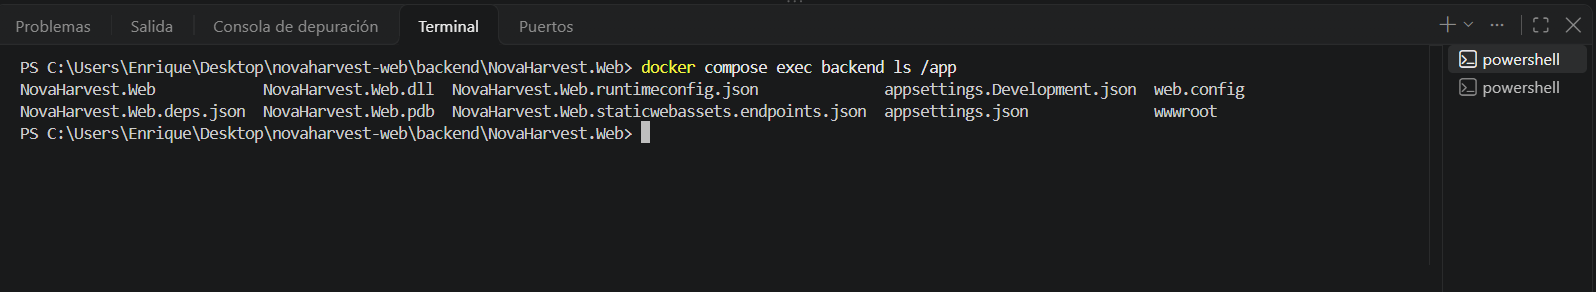 Problemas Salida Consola de depuración Terminal Puertos
PS C:\Users\Enrique\Desktop\novaharvest-web\backend\NovaHarvest.Web> docker compose exec backend ls /app
NovaHarvest.Web NovaHarvest.Web.dll NovaHarvest.Web.runtimeconfig.json appsettings.Development.json web.config
NovaHarvest.Web.deps.json NovaHarvest.Web.pdb NovaHarvest.Web.staticwebassets.endpoints.json appsettings.json wwwroot
PS C:\Users\Enrique\Desktop\novaharvest-web\backend\NovaHarvest.Web>
powershell
powershell